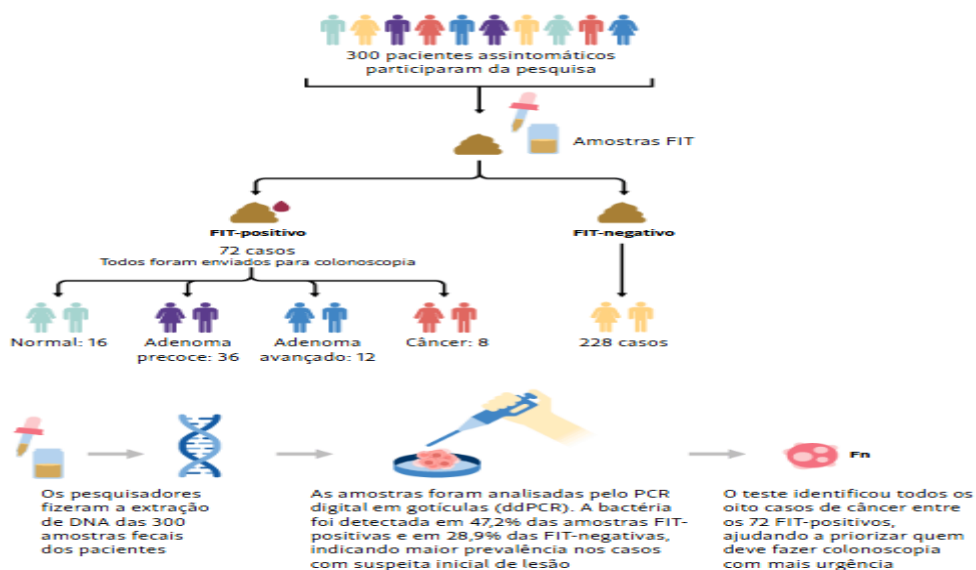 300 pacientes assintomáticos
participaram da pesquisa
Amostras FIT
FIT-positivo
72 casos
Todos foram enviados para colonoscopia
FIT-negativo
Normal: 16
Adenoma
precoce: 36
Adenoma
avançado: 12
Câncer: 8
228 casos
Os pesquisadores
fizeram a extração
de DNA das 300
amostras fecais
dos pacientes
As amostras foram analisadas pelo PCR
digital em gotículas (ddPCR). A bactéria
foi detectada em 47,2% das amostras FIT-
positivas e em 28,9% das FIT-negativas,
indicando maior prevalência nos casos
com suspeita inicial de lesão
Fn
O teste identificou todos os
oito casos de câncer entre
os 72 FIT-positivos,
ajudando a priorizar quem
deve fazer colonoscopia
com mais urgência